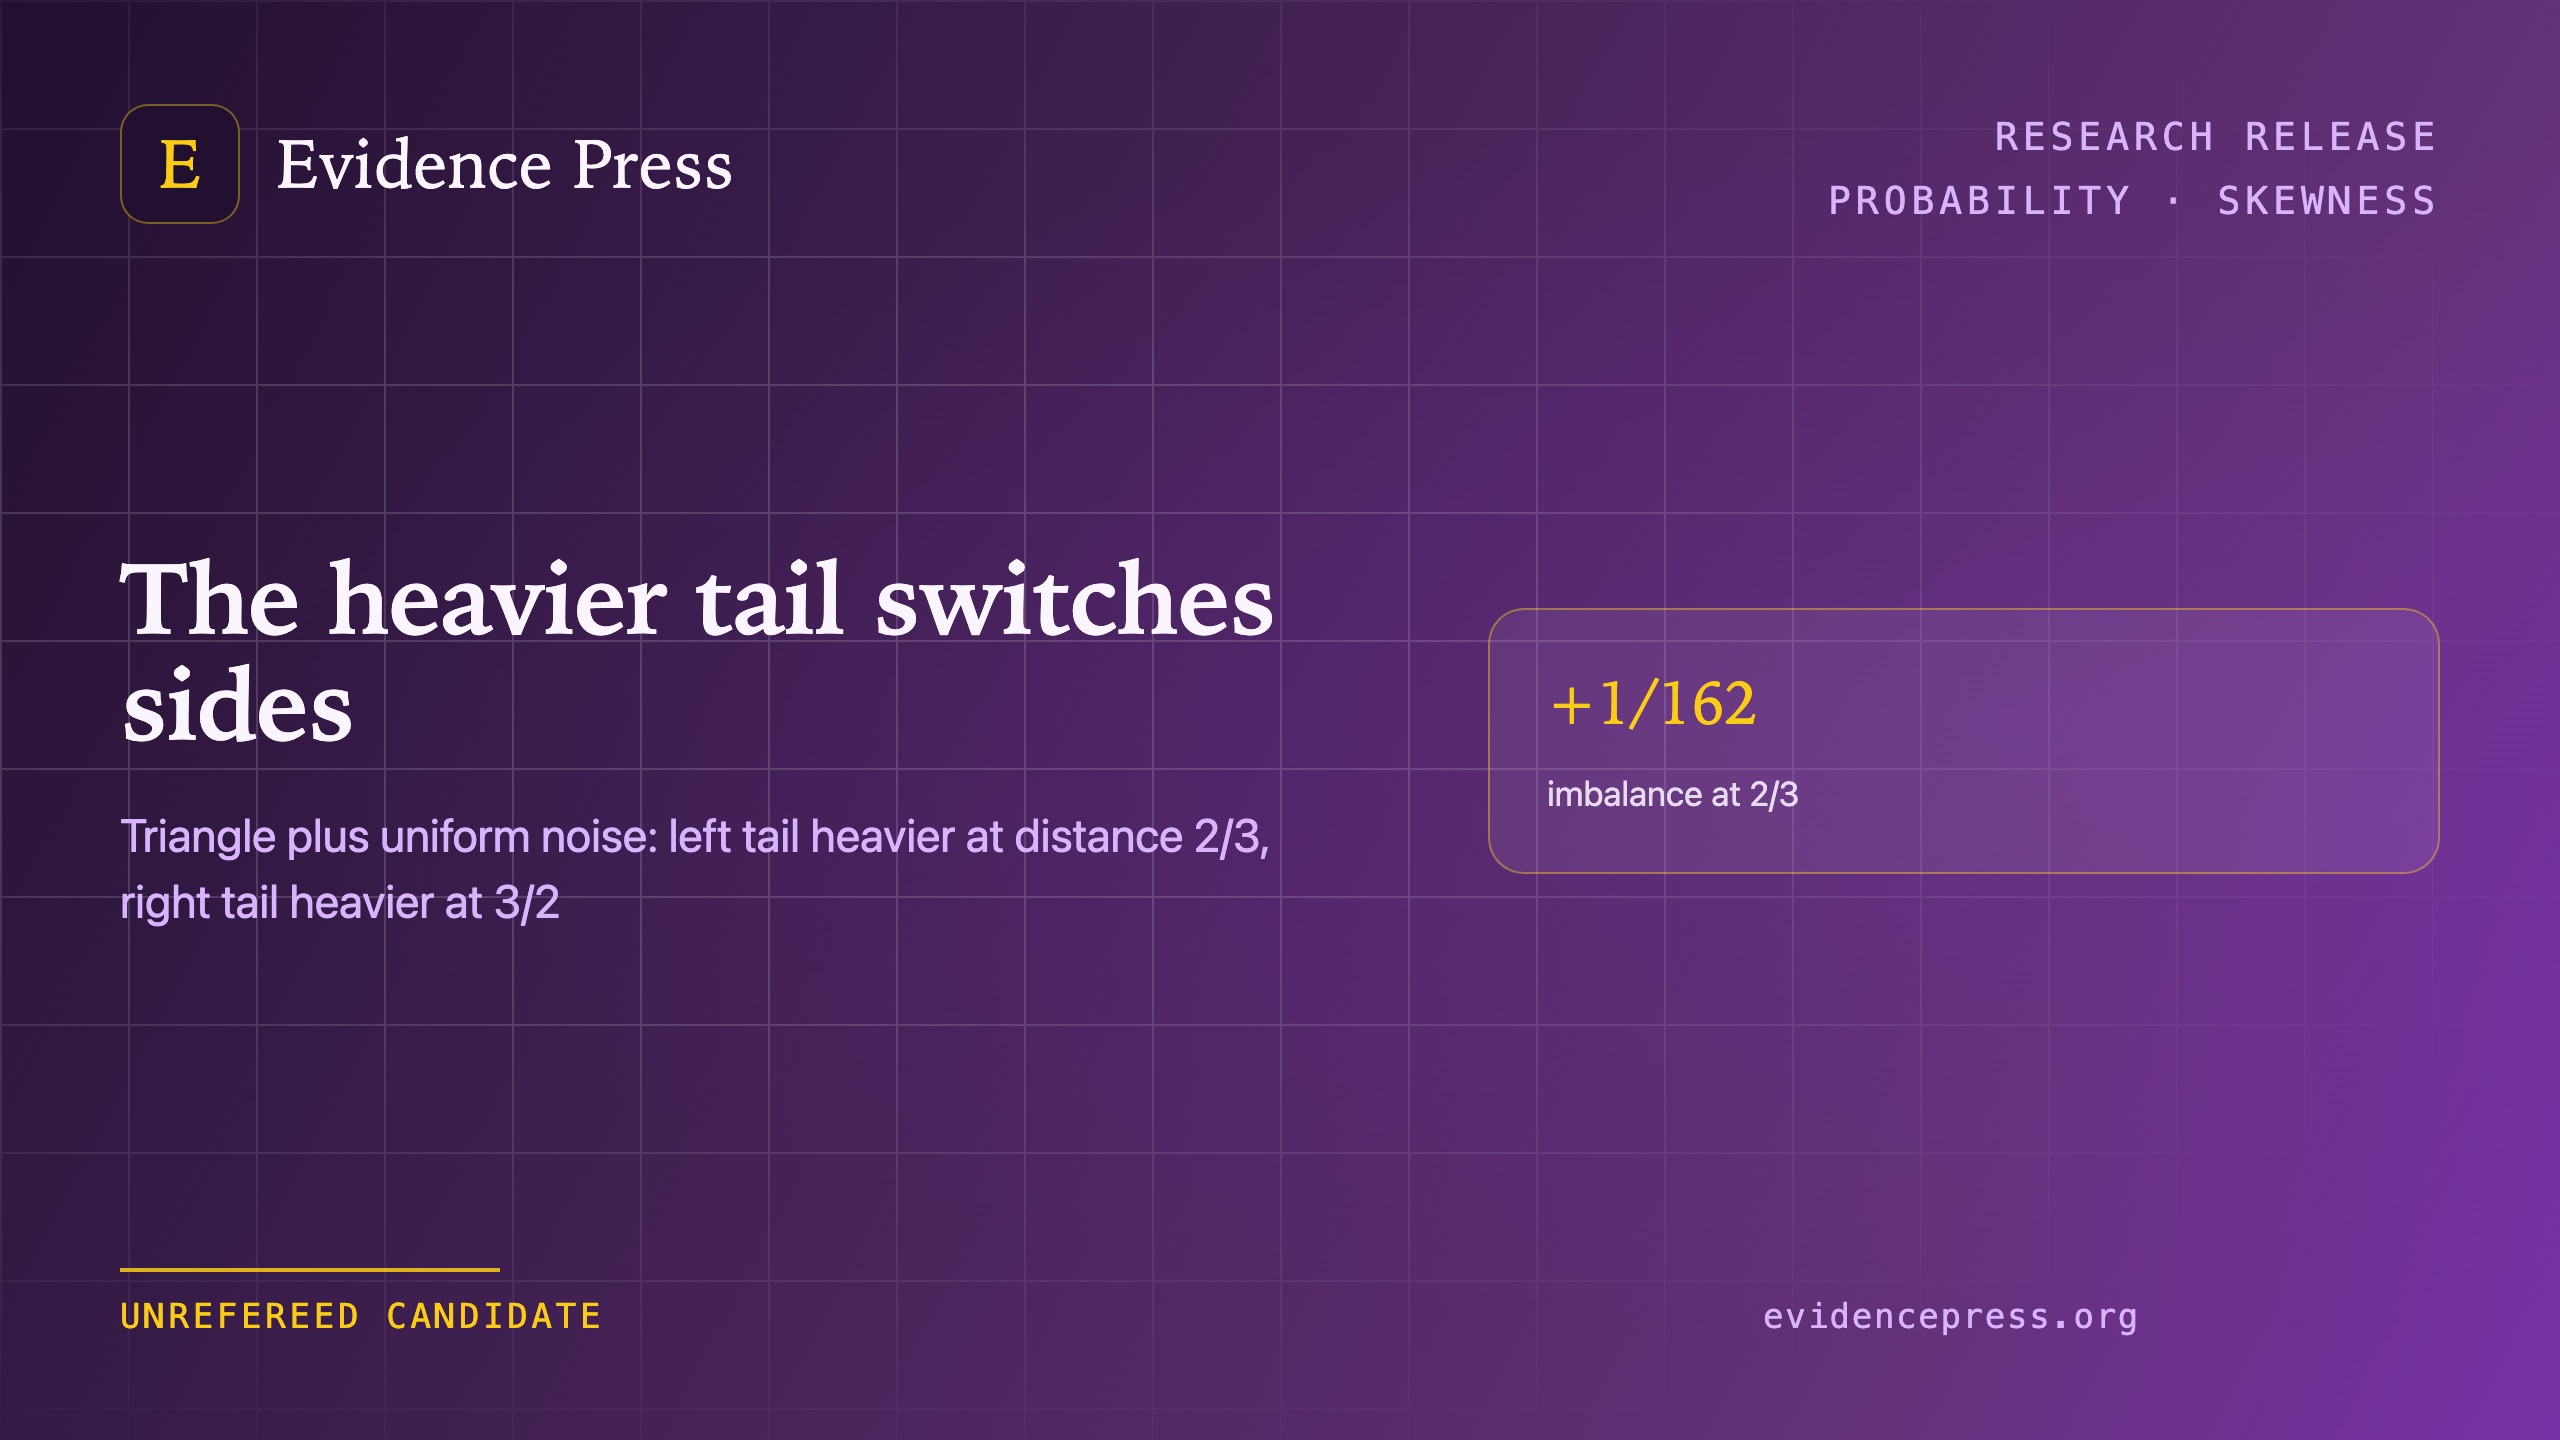 E
Evidence Press
RESEARCH RELEASE
PROBABILITY · SKEWNESS
The heavier tail switches
sides
Triangle plus uniform noise: left tail heavier at distance 2/3,
right tail heavier at 3/2
+1/162
imbalance at 2/3
UNREFEREED CANDIDATE
evidencepress.org